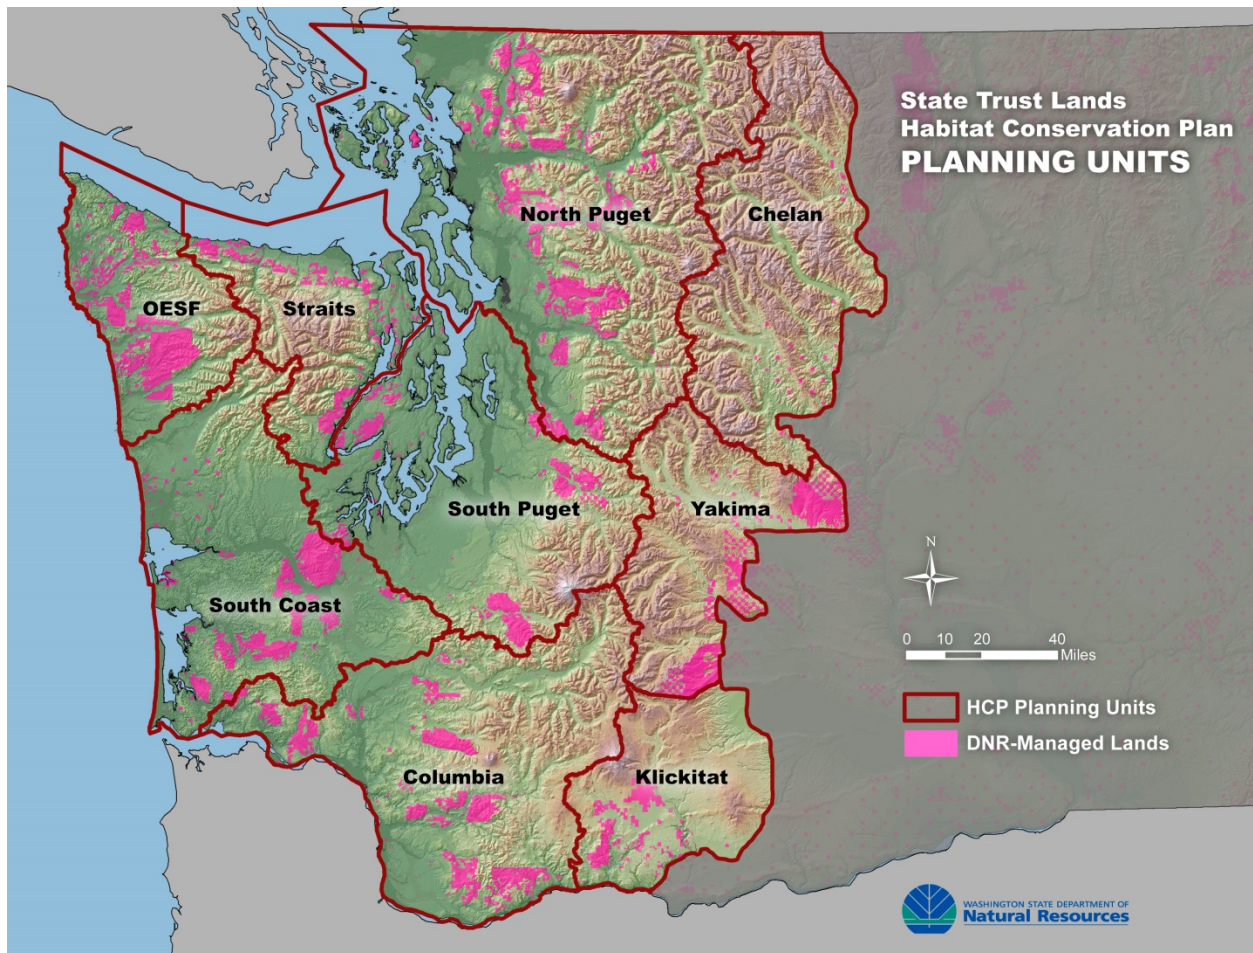 State Trust Lands
Habitat Conservation Plan
PLANNING UNITS
North Puget
Chelan
OESF
Straits
South Puget
Yakima
South Coast
Columbia
Klickitat
N
0 10 20 40
Miles
HCP Planning Units
DNR-Managed Lands
WASHINGTON STATE DEPARTMENT OF
Natural Resources